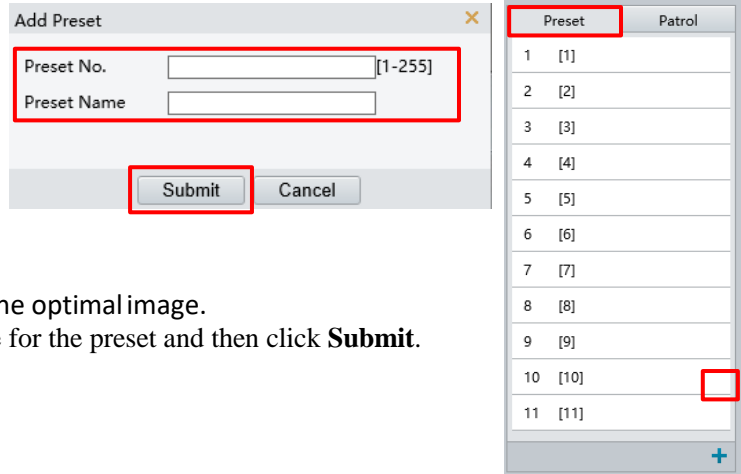 Add Preset
Preset No. [1-255]
Preset Name
Submit Cancel
ne optimal image.
for the preset and then click Submit.
Preset Patrol
1 [1]
2 [2]
3 [3]
4 [4]
5 [5]
6 [6]
7 [7]
8 [8]
9 [9]
10 [10]
11 [11]